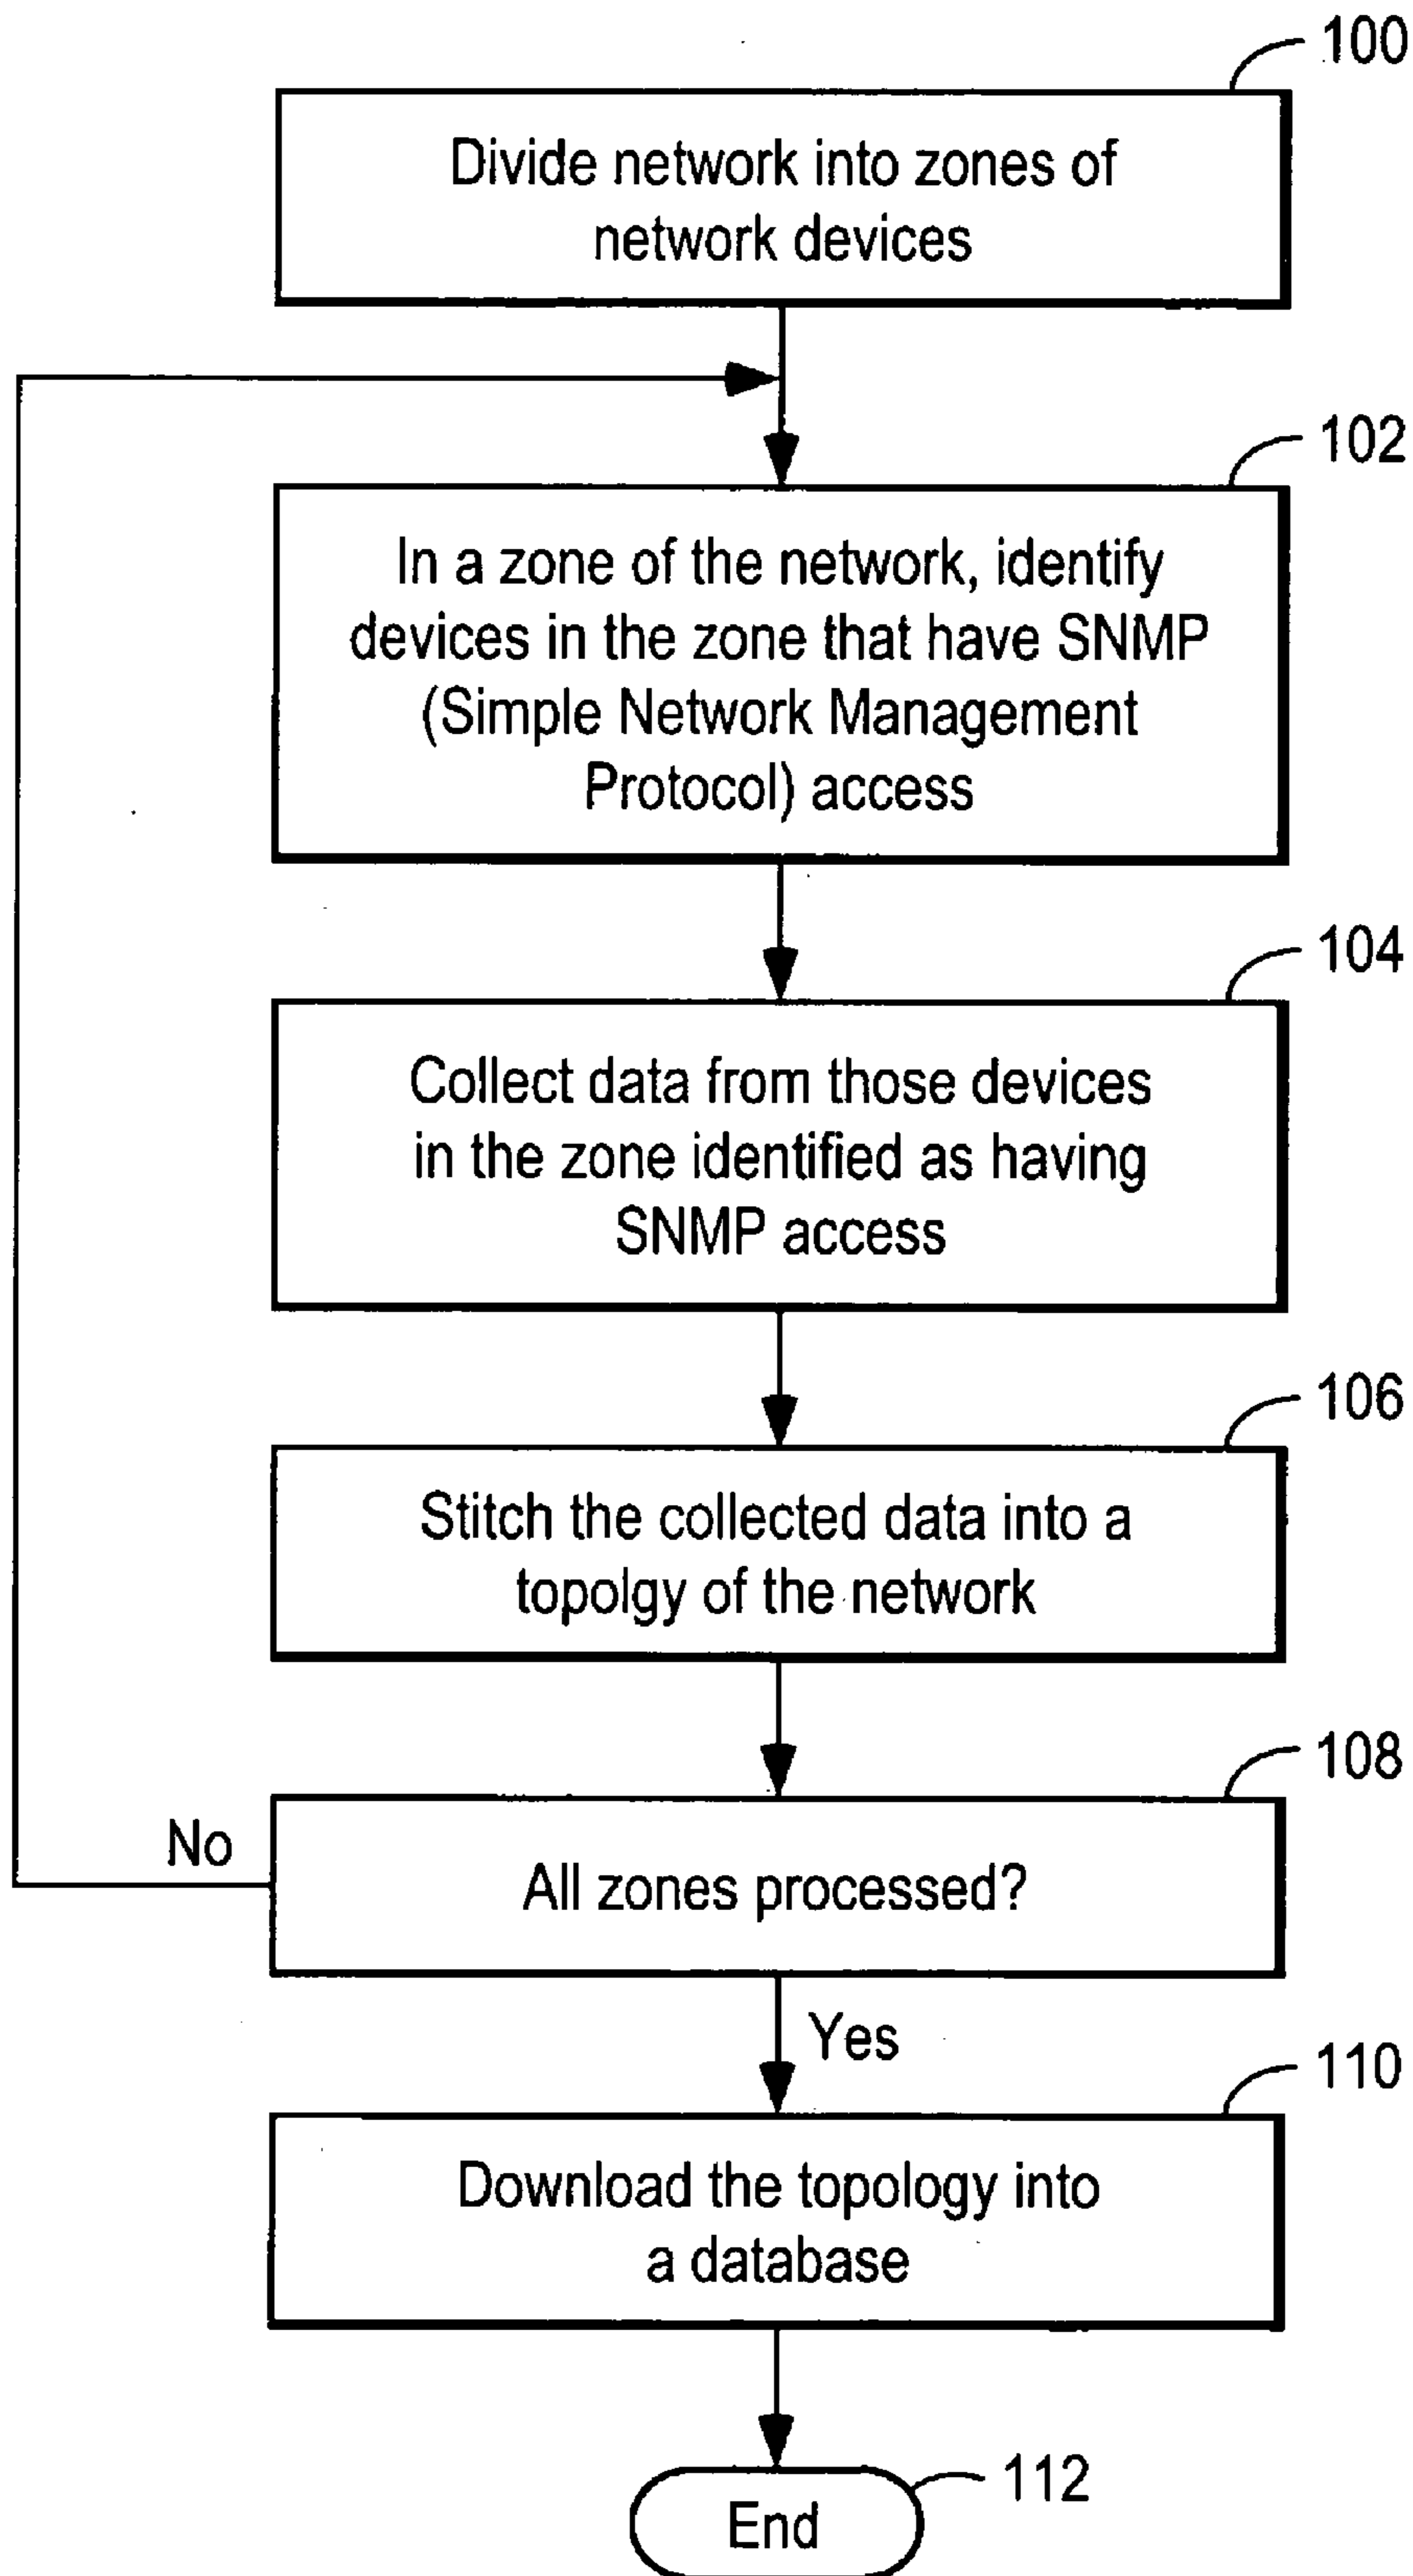 100
Divide network into zones of
network devices
102
In a zone of the network, identify
devices in the zone that have SNMP
(Simple Network Management
Protocol) access
104
Collect data from those devices
in the zone identified as having
SNMP access
106
Stitch the collected data into a
topolgy of the network
108
No
All zones processed?
Yes
110
Download the topology into
a database
112
End